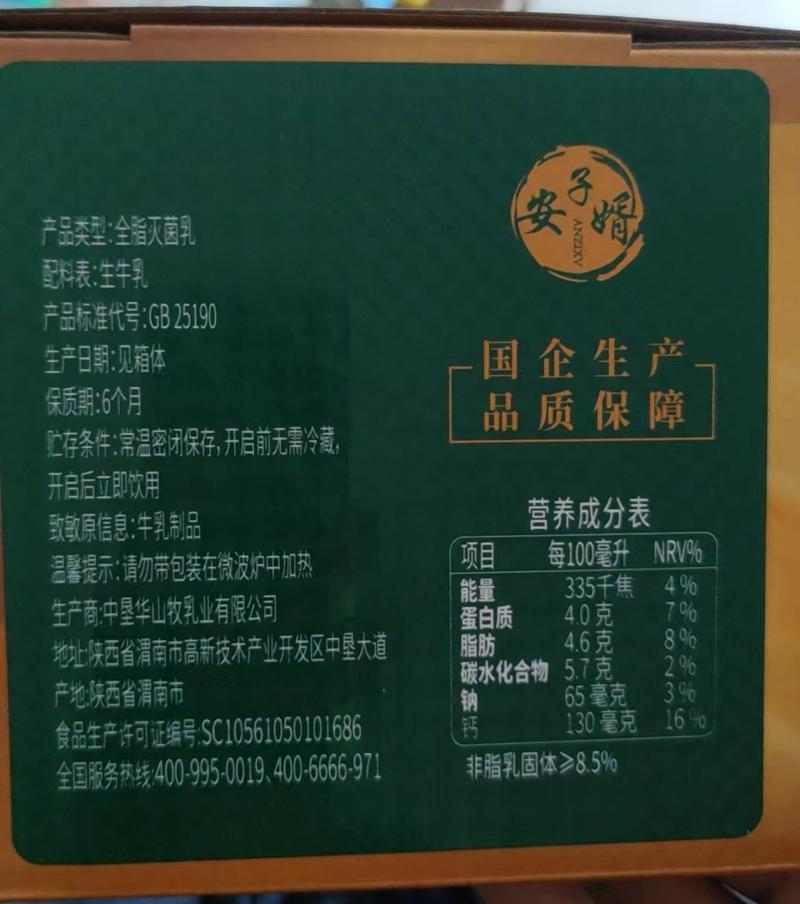 产品类型:全脂灭菌乳
配料表:生牛乳
产品标准代号:GB 25190
生产日期:见箱体
保质期:6个月
贮存条件:常温密闭保存,开启前无需冷藏,
开启后立即饮用
致敏原信息:牛乳制品
温馨提示:请勿带包装在微波炉中加热
生产商:中垦华山牧乳业有限公司
地址:陕西省渭南市高新技术产业开发区中垦大道
产地:陕西省渭南市
食品生产许可证编号:SC10561050101686
全国服务热线:400-995-0019、400-6666-971
安子婿
ANZIXV
国企生产
品质保障
营养成分表
项目 每100毫升 NRV%
能量 335千焦 4%
蛋白质 4.0克 7%
脂肪 4.6克 8%
碳水化合物 5.7克 2%
钠 65毫克 3%
钙 130毫克 16%
非脂乳固体≥8.5%